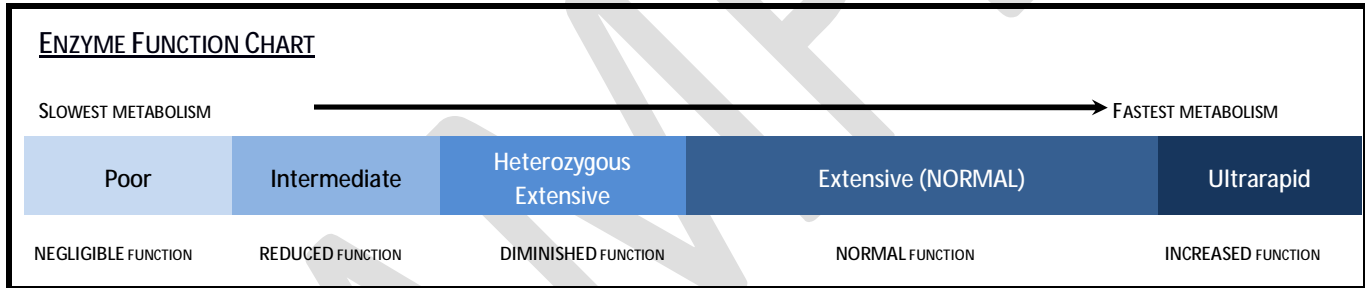 ENZYME FUNCTION CHART
SLOWEST METABOLISM FASTEST METABOLISM
Poor Intermediate Heterozygous Extensive Extensive (NORMAL) Ultrarapid
NEGLIGIBLE FUNCTION REDUCED FUNCTION DIMINISHED FUNCTION NORMAL FUNCTION INCREASED FUNCTION